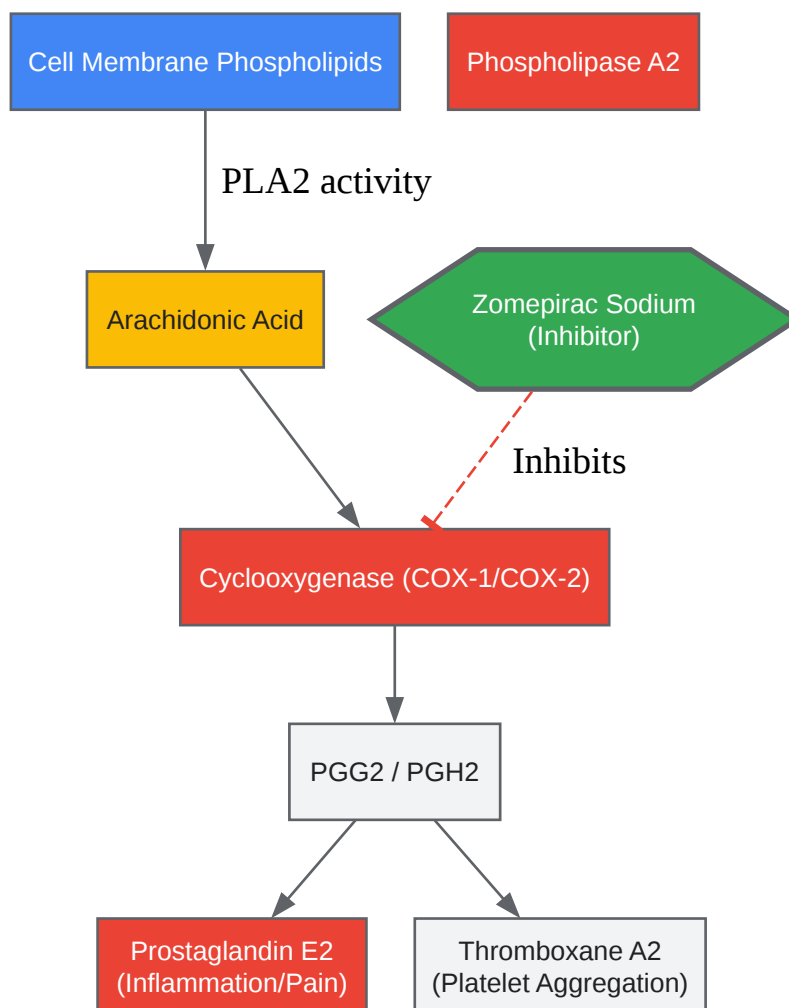 Cell Membrane Phospholipids
Phospholipase A2
PLA2 activity
Arachidonic Acid
Zomepirac Sodium
(Inhibitor)
Inhibits
Cyclooxygenase (COX-1/COX-2)
PGG2 / PGH2
Prostaglandin E2
(Inflammation/Pain)
Thromboxane A2
(Platelet Aggregation)